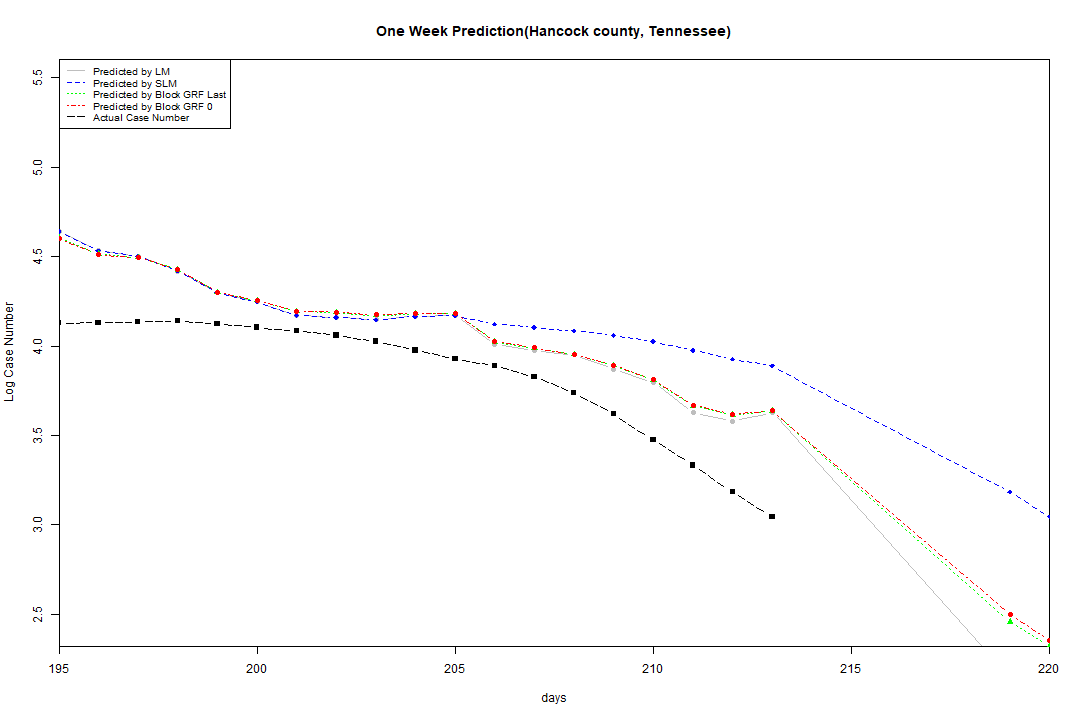 One Week Prediction(Hancock county, Tennessee)
Predicted by LM
Predicted by SLM
Predicted by Block GRF Last
Predicted by Block GRF 0
Actual Case Number
5.5
5.0
4.5
4.0
3.5
3.0
2.5
Log Case Number
195 200 205 210 215 220
days